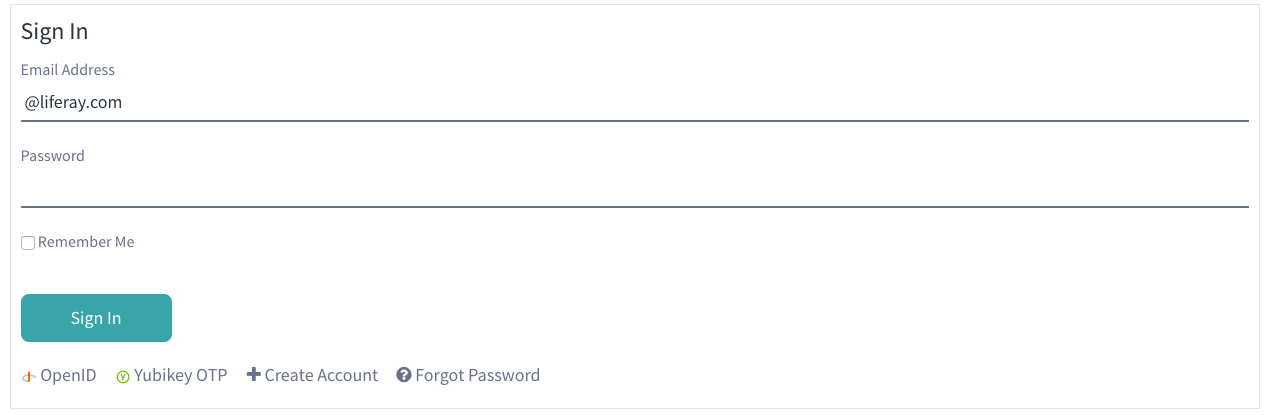 Sign In
Email Address
@liferay.com
Password
Remember Me
Sign In
OpenID Yubikey OTP Create Account Forgot Password